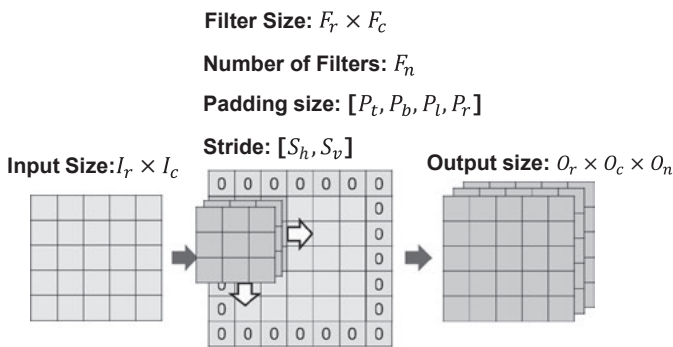 Filter Size: F_r × F_c
Number of Filters: F_n
Padding size: [P_t, P_b, P_l, P_r]
Stride: [S_h, S_v]
Input Size:I_r × I_c
Output size: O_r × O_c × O_n
0 0 0 0 0 0 0
0
0
0
0 0
0 0
0 0 0 0 0 0 0